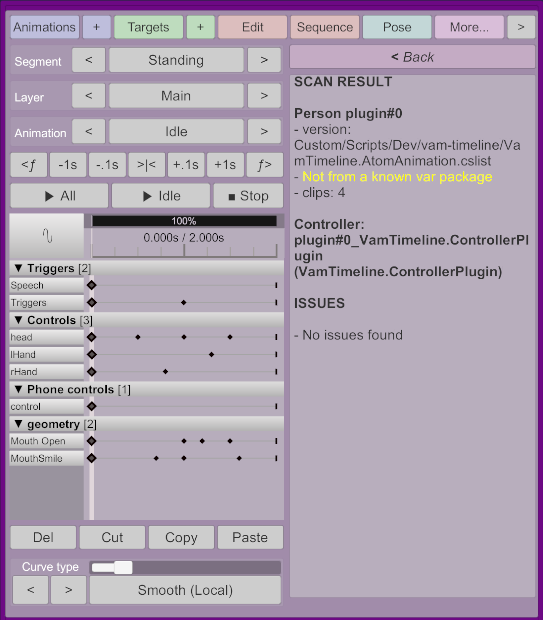 Animations + Targets + Edit Sequence Pose More... >
Segment < Standing >
Layer < Main >
Animation < Idle >
<f -1s -.1s >|< +.1s +1s f>
▶ All ▶ Idle ■ Stop
100%
0.000s / 2.000s
▼ Triggers [2]
Speech
Triggers
▼ Controls [3]
head
lHand
rHand
▼ Phone controls [1]
control
▼ geometry [2]
Mouth Open
MouthSmile
Del Cut Copy Paste
Curve type
< > Smooth (Local)
< Back
SCAN RESULT
Person plugin#0
- version:
Custom/Scripts/Dev/vam-timeline/Va
mTimeline.AtomAnimation.cslist
- Not from a known var package
- clips: 4
Controller:
plugin#0_VamTimeline.ControllerPl
ugin
(VamTimeline.ControllerPlugin)
ISSUES
- No issues found